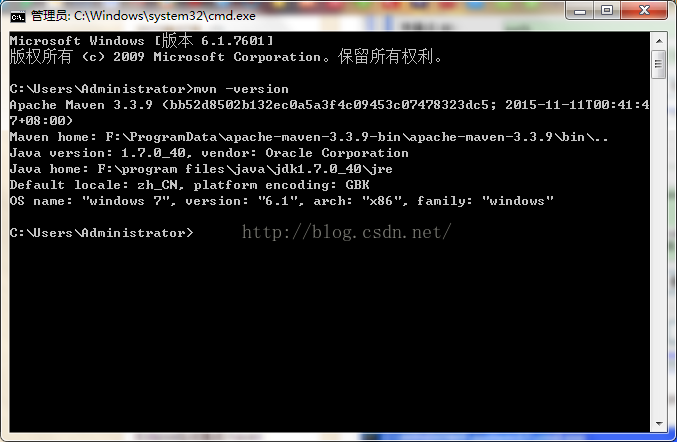 管理员: C:\Windows\system32\cmd.exe
Microsoft Windows [版本 6.1.7601]
版权所有 (c) 2009 Microsoft Corporation。保留所有权利。
C:\Users\Administrator>mvn -version
Apache Maven 3.3.9 (bb52d8502b132ec0a5a3f4c09453c07478323dc5; 2015-11-11T00:41:4
7+08:00)
Maven home: F:\ProgramData\apache-maven-3.3.9-bin\apache-maven-3.3.9\bin\..
Java version: 1.7.0_40, vendor: Oracle Corporation
Java home: F:\program files\java\jdk1.7.0_40\jre
Default locale: zh_CN, platform encoding: GBK
OS name: "windows 7", version: "6.1", arch: "x86", family: "windows"
C:\Users\Administrator>
http://blog.csdn.net/